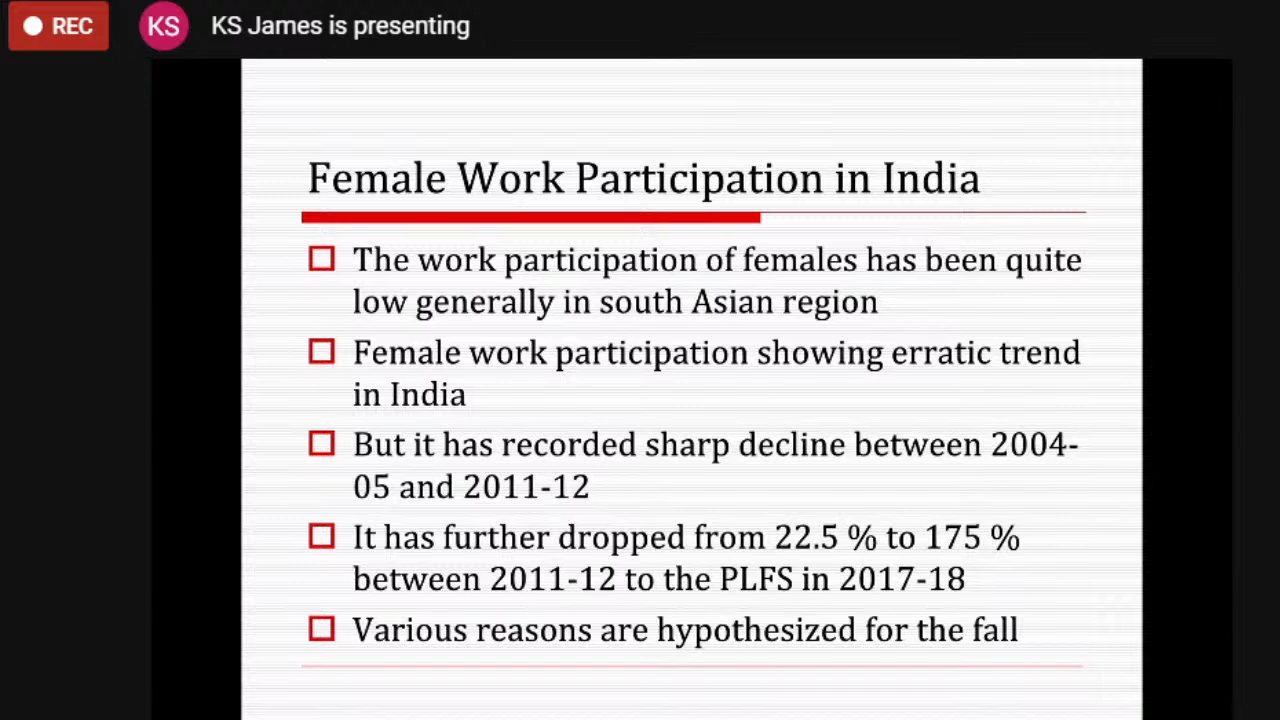 REC
KS
KS James is presenting
Female Work Participation in India
The work participation of females has been quite
low generally in south Asian region
Female work participation showing erratic trend
in India
But it has recorded sharp decline between 2004-
05 and 2011-12
It has further dropped from 22.5 % to 175 %
between 2011-12 to the PLFS in 2017-18
Various reasons are hypothesized for the fall